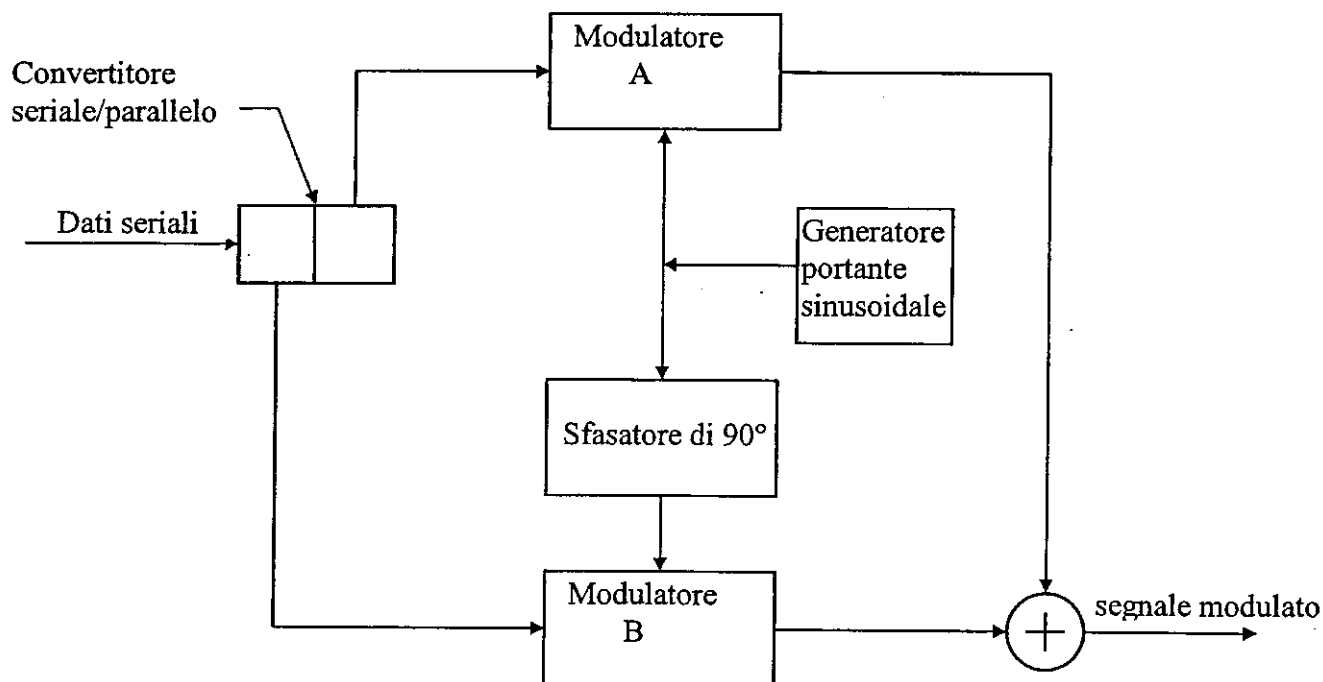 Modulatore
A
Convertitore
seriale/parallelo
Dati seriali
Generatore
portante
sinusoidale
Sfasatore di 90°
Modulatore
B
segnale modulato